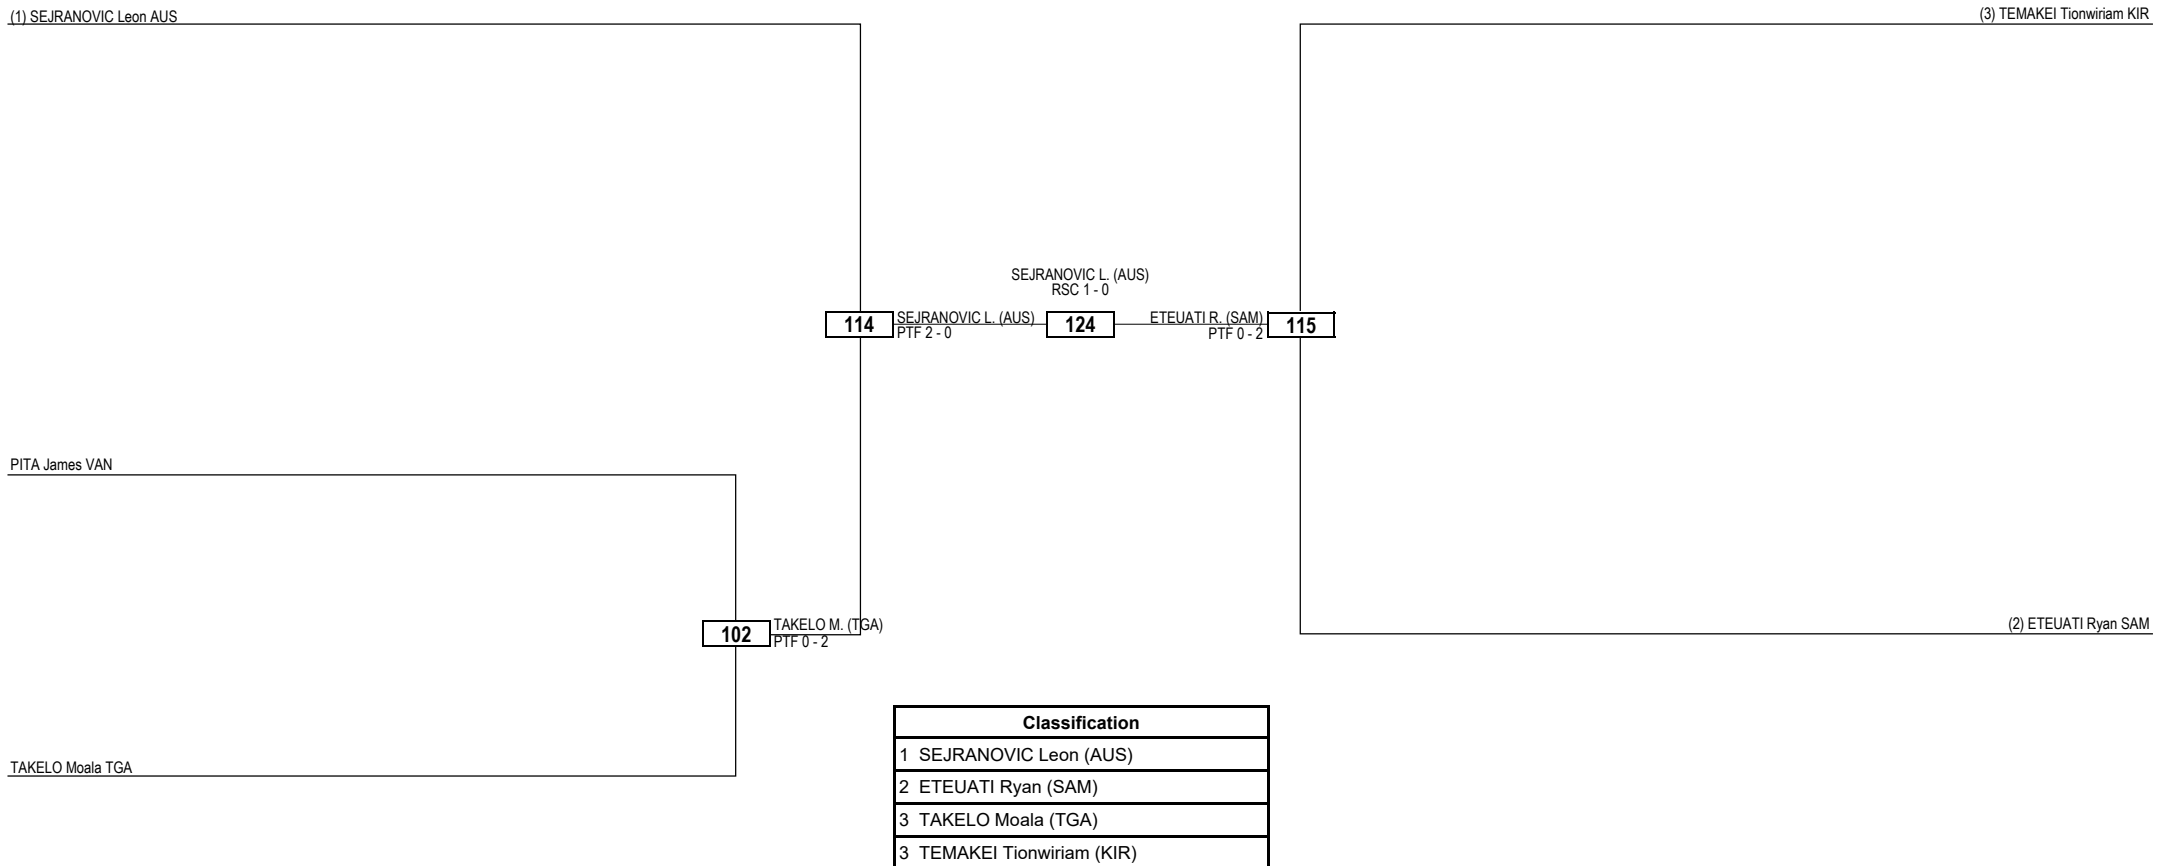 (1) SEJRANOVIC Leon AUS
(3) TEMAKEI Tionwiriam KIR
SEJRANOVIC L. (AUS)
RSC 1 - 0
114
SEJRANOVIC L. (AUS)
PTF 2 - 0
124
ETEUATI R. (SAM)
PTF 0 - 2
115
PITA James VAN
102
TAKELO M. (TGA)
PTF 0 - 2
(2) ETEUATI Ryan SAM
TAKELO Moala TGA
Classification
1 SEJRANOVIC Leon (AUS)
2 ETEUATI Ryan (SAM)
3 TAKELO Moala (TGA)
3 TEMAKEI Tionwiriam (KIR)